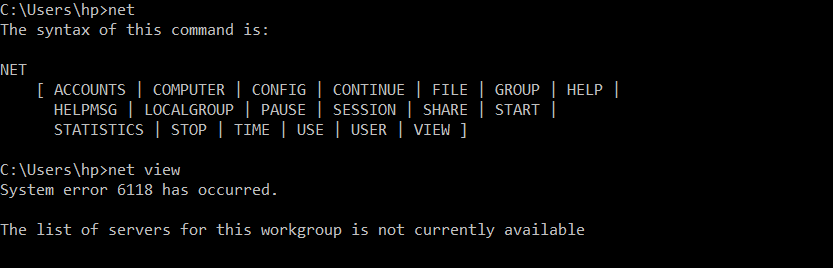 C:\Users\hp>net
The syntax of this command is:
NET
[ ACCOUNTS | COMPUTER | CONFIG | CONTINUE | FILE | GROUP | HELP |
HELPMSG | LOCALGROUP | PAUSE | SESSION | SHARE | START |
STATISTICS | STOP | TIME | USE | USER | VIEW ]
C:\Users\hp>net view
System error 6118 has occurred.
The list of servers for this workgroup is not currently available